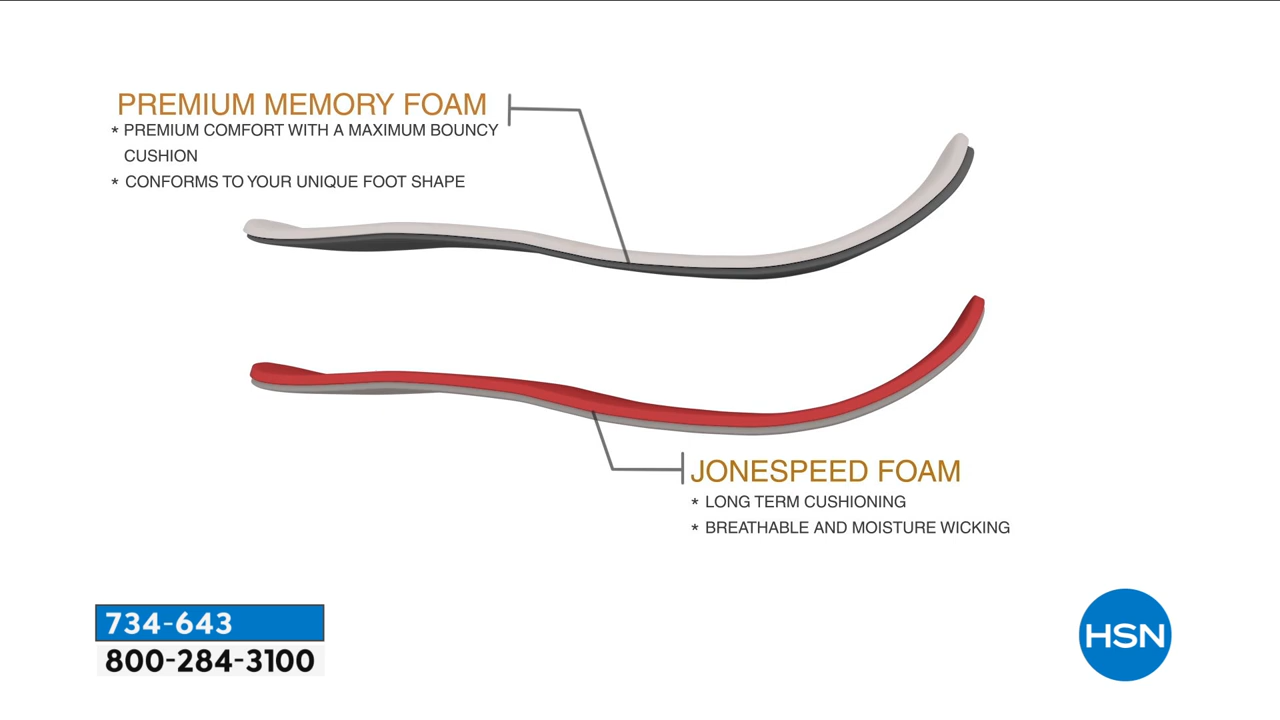 PREMIUM MEMORY FOAM
* PREMIUM COMFORT WITH A MAXIMUM BOUNCY
CUSHION
* CONFORMS TO YOUR UNIQUE FOOT SHAPE
JONESPEED FOAM
* LONG TERM CUSHIONING
* BREATHABLE AND MOISTURE WICKING
734-643
800-284-3100
HSN